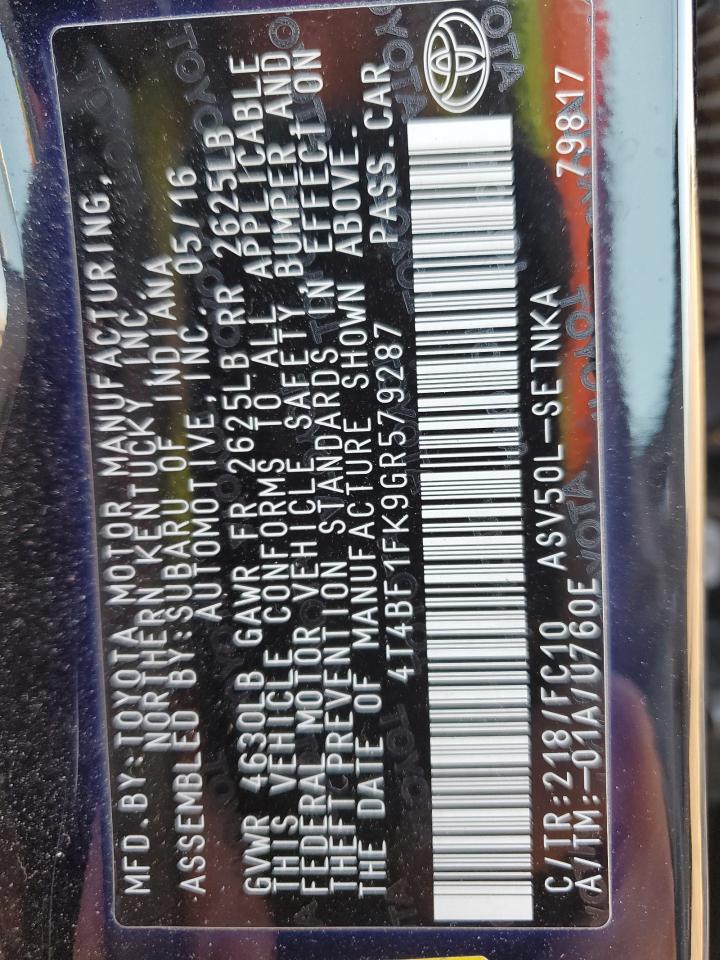 MFD.BY:TOYOTA MOTOR MANUFACTURING,
NORTHERN KENTUCKY INC.
ASSEMBLED BY:SUBARU OF INDIANA
AUTOMOTIVE,INC. 05/16
GVWR 4630LB GAWR FR 2625LB RR 2625LB
THIS VEHICLE CONFORMS TO ALL APPLICABLE
FEDERAL MOTOR VEHICLE SAFETY,BUMPER AND
THEFT PREVENTION STANDARDS IN EFFECT ON
THE DATE OF MANUFACTURE SHOWN ABOVE.
4T4BF1FK9GR579287 PASS.CAR
C/TR:218/FC10 ASV50L-SETNKA Z9817
A/TM:-01A/U760E